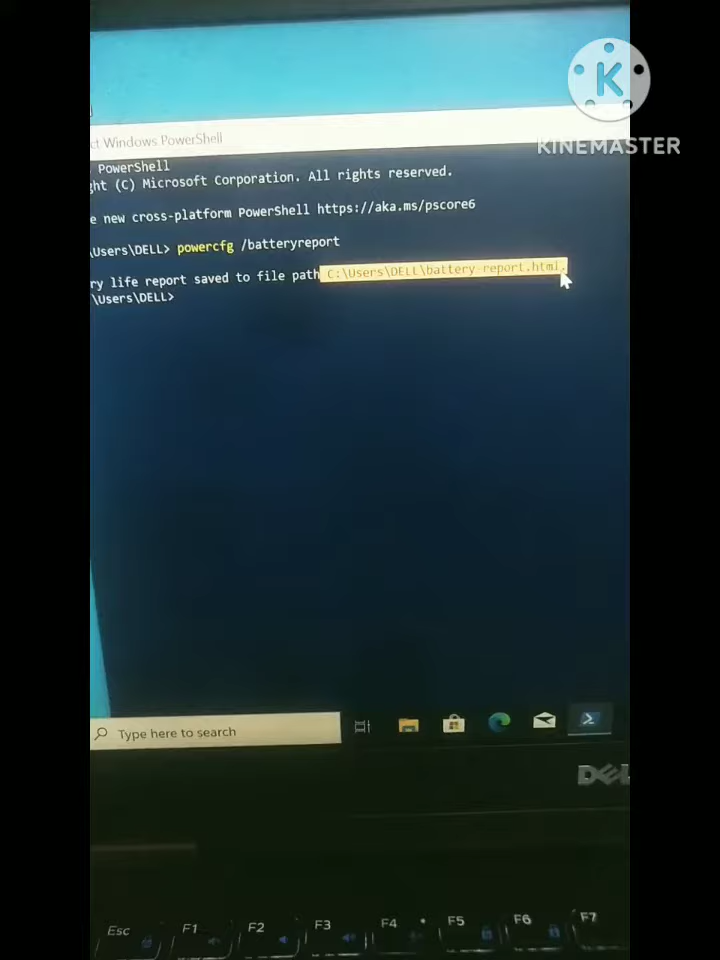 K
KINEMASTER
ct Windows PowerShell
PowerShell
ght (C) Microsoft Corporation. All rights reserved.
e new cross-platform PowerShell https://aka.ms/pscore6
\Users\DELL> powercfg /batteryreport
ry life report saved to file path C:\Users\DELL\battery-report.html.
\Users\DELL>
Type here to search
DELL
Esc F1 F2 F3 F4 F5 F6 F7